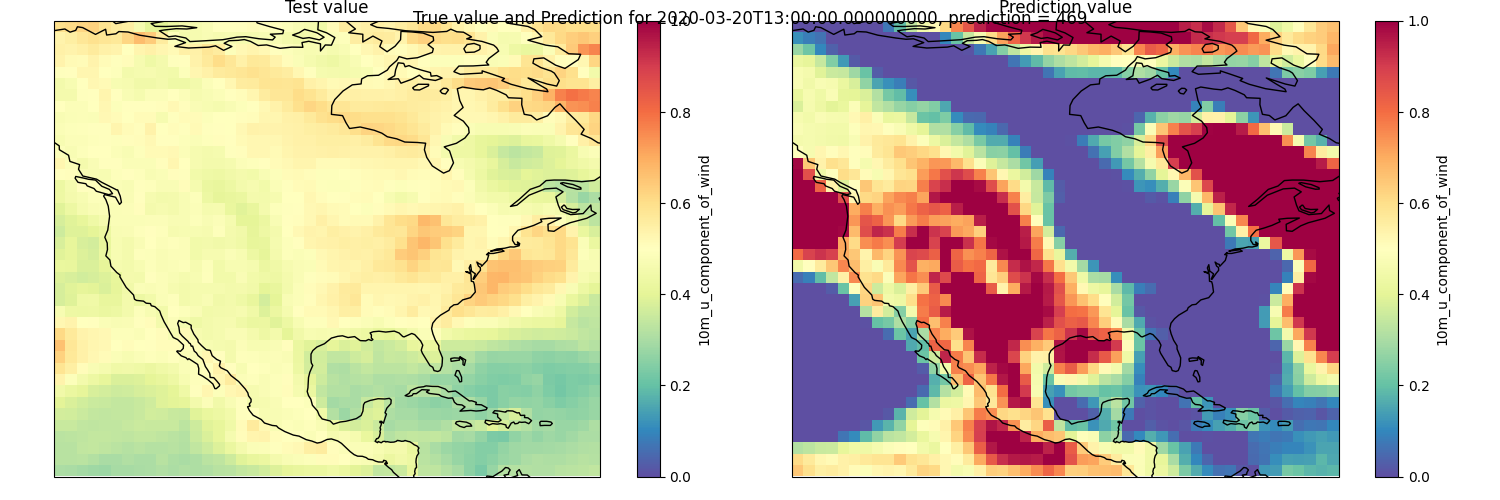 Test value
True value and Prediction for 2020-03-20T13:00:00.000000000, prediction = 469
Prediction value
1.0
0.8
0.6
0.4
0.2
0.0
10m_u_component_of_wind
1.0
0.8
0.6
0.4
0.2
0.0
10m_u_component_of_wind